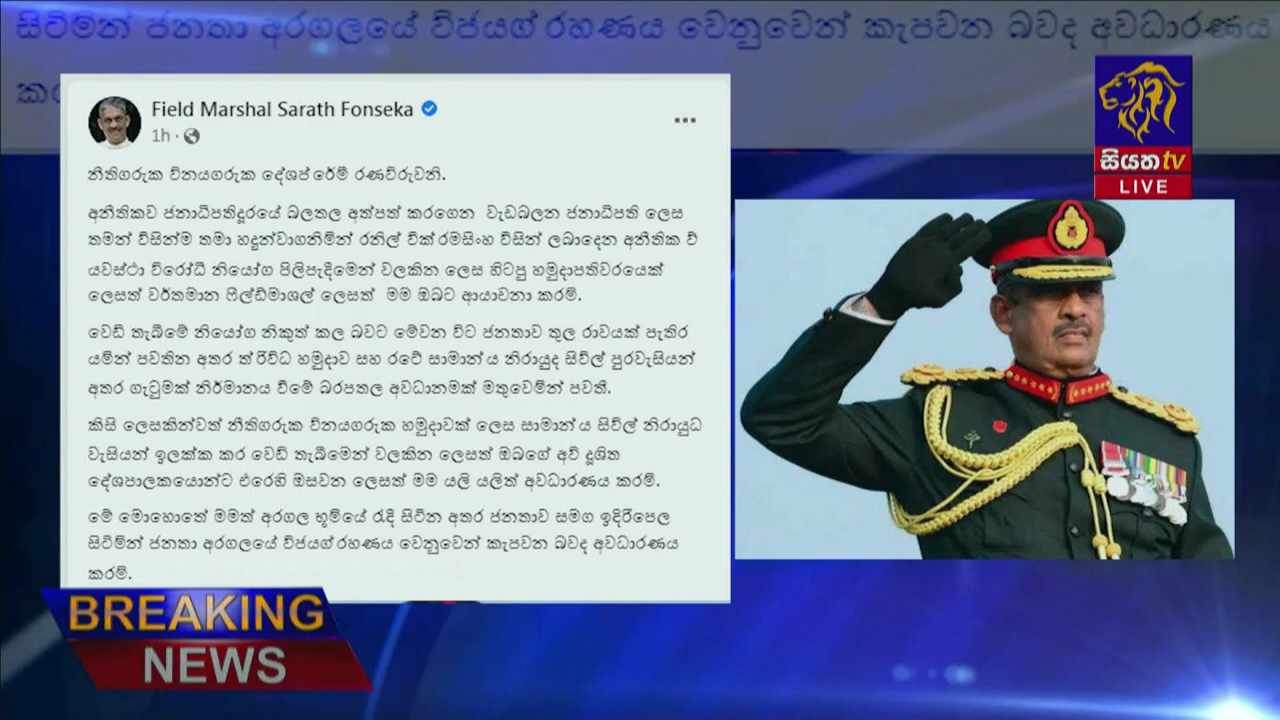 සිටිමින් ජනතා අරගලයේ විජයග් රහණය වෙනුවෙන් කැපවන බවද අවධාරණය
කර
Field Marshal Sarath Fonseka
1h ·
නීතිගරුක විනයගරුක දේශප් රේමී රණවිරුවනි.
අනීතිකව ජනාධිපතිදූරයේ බලතල අත්පත් කරගෙන වැඩබලන ජනාධීපති ලෙස
තමන් විසින්ම තමා හදුන්වාගනිමින් රනිල් වික් රමසිංහ විසින් ලබාදෙන අනීතික ව්
යවස්ථා විරෝධී නියෝග පිලිපැදීමෙන් වලකින ලෙස හිටපු හමුදාපතිවරයෙක්
ලෙසත් වර්තමාන ෆීල්ඩ්මාශල් ලෙසත් මම ඔබට ආයාචනා කරමි.
වෙඩි තැබීමේ නියෝග නිකුත් කල බවට මේවන විට ජනතාව තුල රාවයක් පැතිර
යමින් පවතින අතර ත් රිවිධ හමුදාව සහ රටේ සාමාන් ය නිරායුද සිවිල් පුරවැසියන්
අතර ගැටුමක් නිර්මානය වීමේ බරපතල අවධානමක් මතුවෙමින් පවතී.
කිසි ලෙසකින්වත් නීතිගරුක විනයගරුක හමුදාවක් ලෙස සාමාන් ය සිවිල් නිරායුධ
වැසියන් ඉලක්ක කර වෙඩි තැබීමෙන් වලකින ලෙසත් ඔබගේ අවි දූශිත
දේශපාලකයොන්ට එරෙහි ඔසවන ලෙසත් මම යලි යලිත් අවධාරණය කරමි.
මේ මොහොතේ මමත් අරගල භූමියේ රැදී සිටින අතර ජනතාව සමග ඉදිරිපෙල
සිටිමින් ජනතා අරගලයේ විජයග් රහණය වෙනුවෙන් කැපවන බවද අවධාරණය
කරමි.
සියත tv
LIVE
BREAKING
NEWS